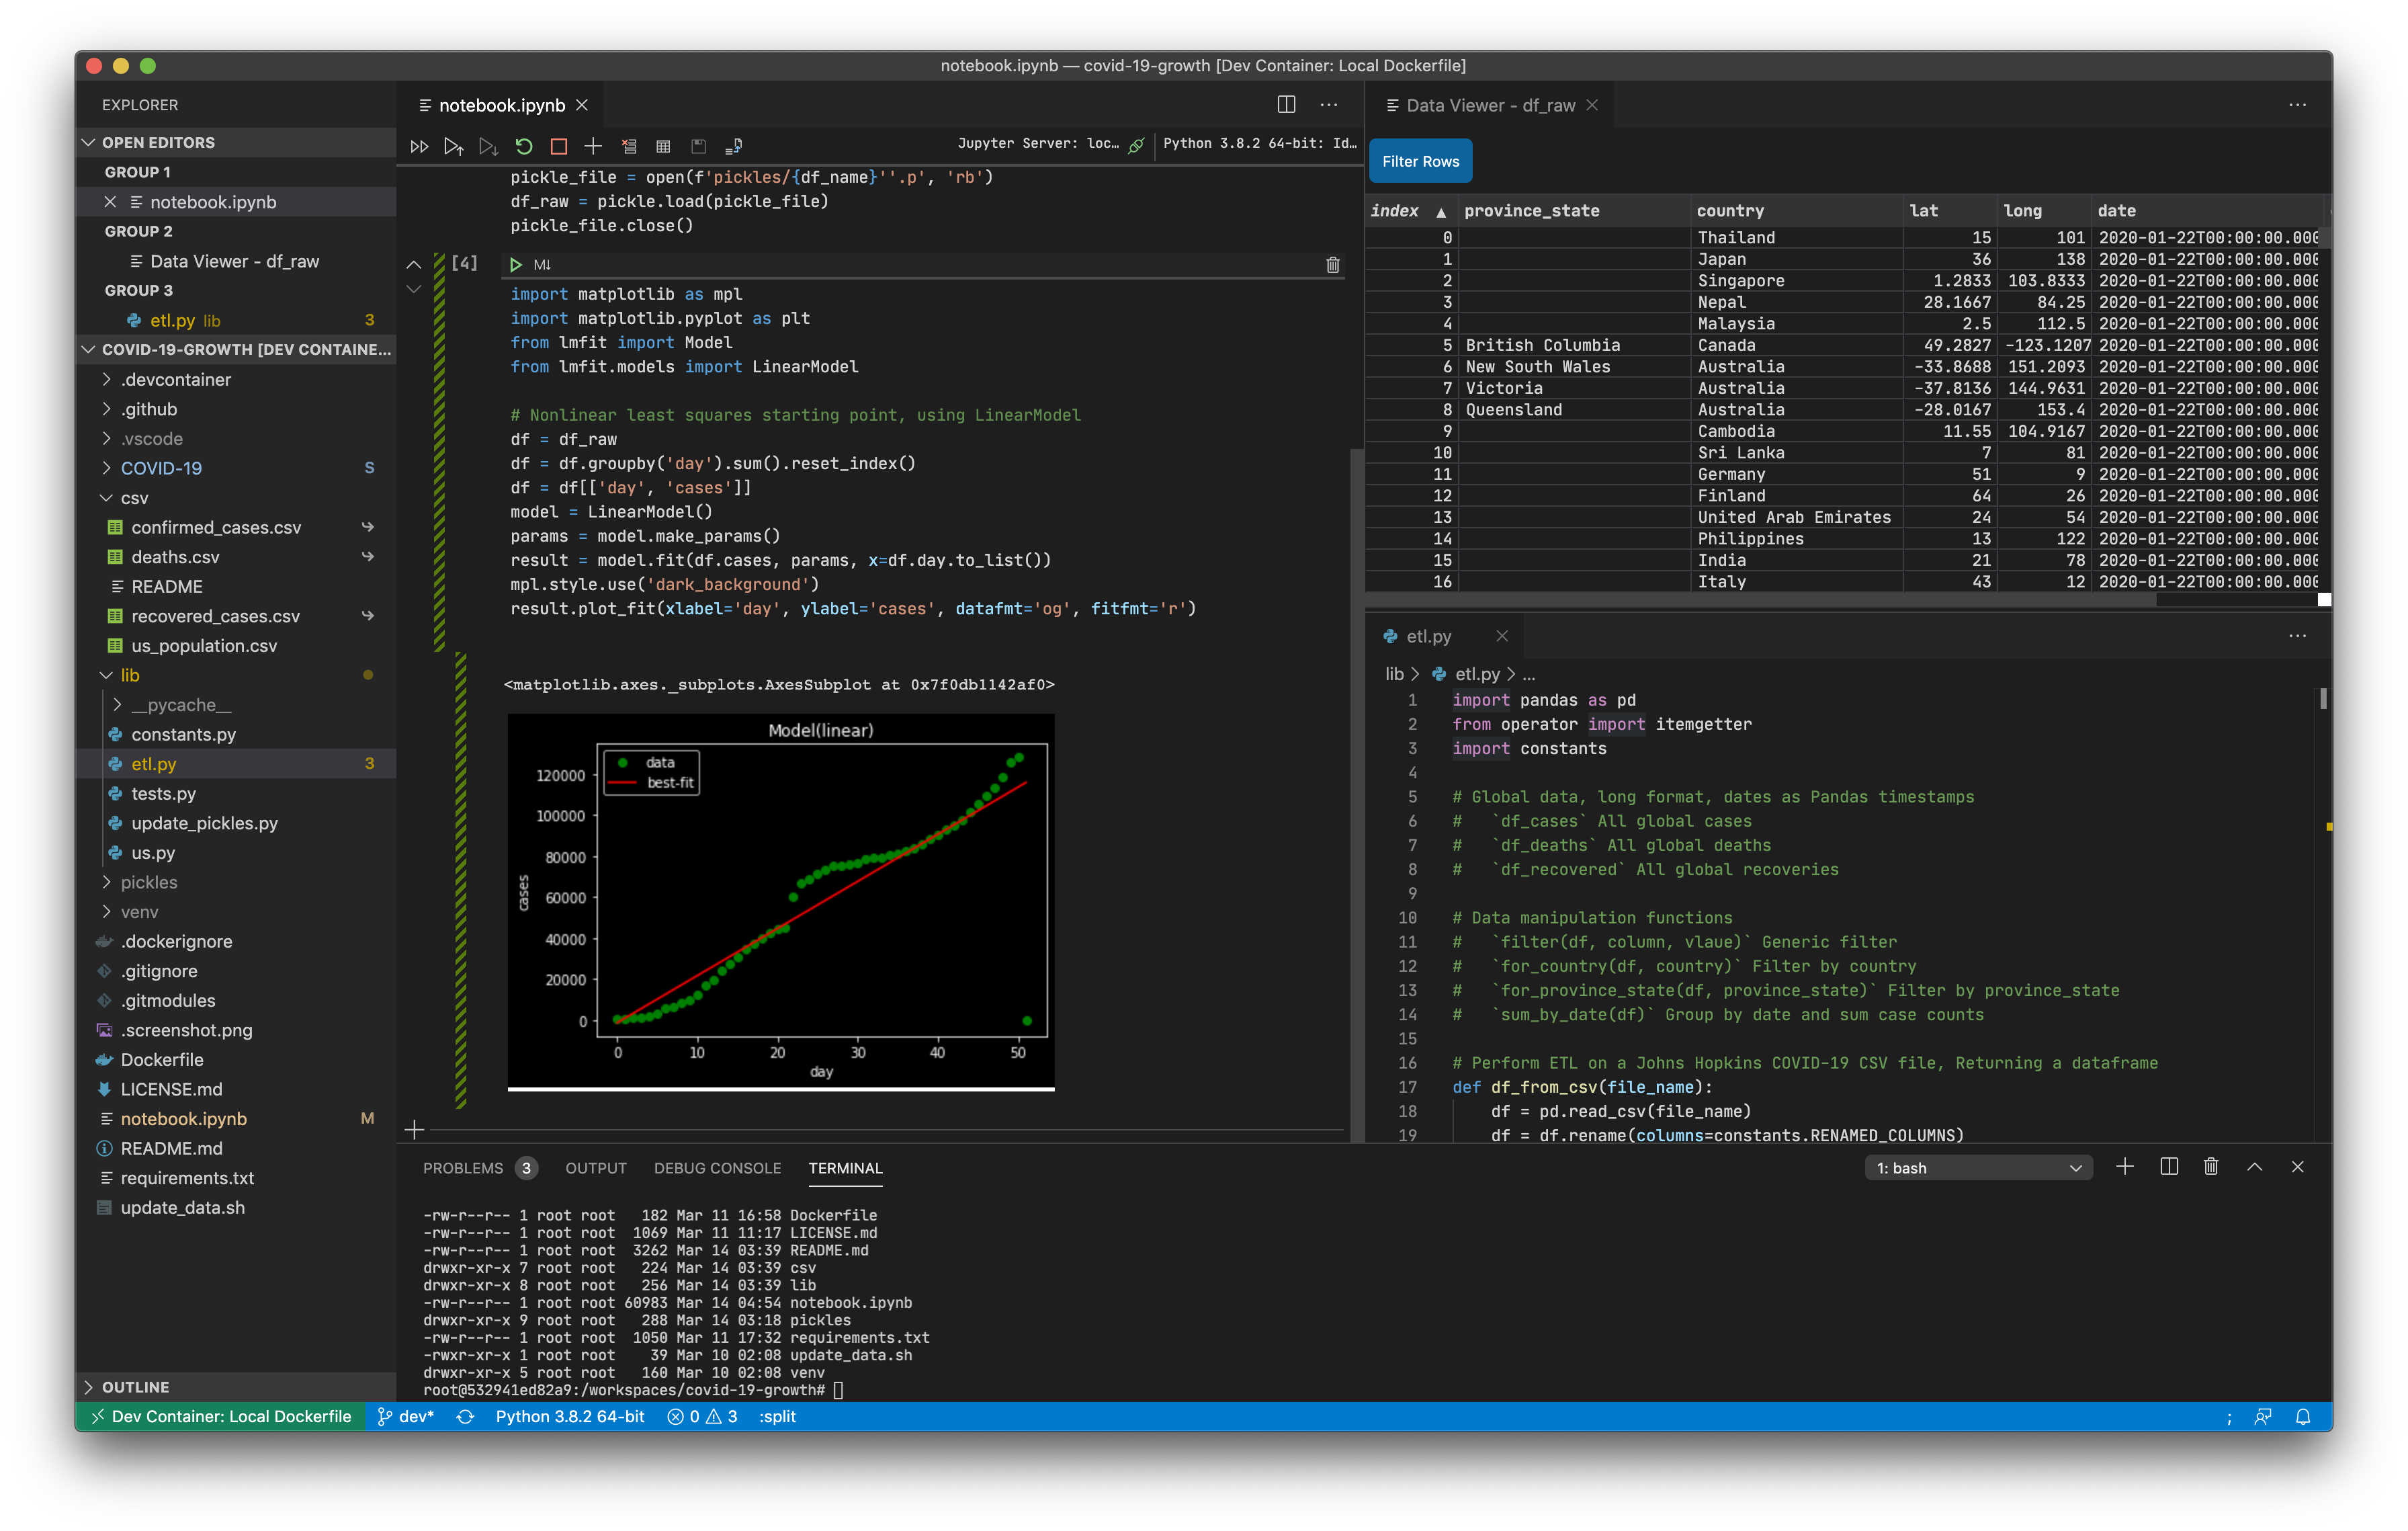 notebook.ipynb — covid-19-growth [Dev Container: Local Dockerfile]
EXPLORER
OPEN EDITORS
GROUP 1
notebook.ipynb
GROUP 2
Data Viewer - df_raw
GROUP 3
etl.py lib 3
COVID-19-GROWTH [DEV CONTAINE...
.devcontainer
.github
.vscode
COVID-19 S
csv
confirmed_cases.csv
deaths.csv
README
recovered_cases.csv
us_population.csv
lib
__pycache__
constants.py
etl.py 3
tests.py
update_pickles.py
us.py
pickles
venv
.dockerignore
.gitignore
.gitmodules
.screenshot.png
Dockerfile
LICENSE.md
notebook.ipynb M
README.md
requirements.txt
update_data.sh
OUTLINE
notebook.ipynb
Jupyter Server: loc... Python 3.8.2 64-bit: Id...
pickle_file = open(f'pickles/{df_name}''.p', 'rb')
df_raw = pickle.load(pickle_file)
pickle_file.close()
[4] M↓
import matplotlib as mpl
import matplotlib.pyplot as plt
from lmfit import Model
from lmfit.models import LinearModel
# Nonlinear least squares starting point, using LinearModel
df = df_raw
df = df.groupby('day').sum().reset_index()
df = df[['day', 'cases']]
model = LinearModel()
params = model.make_params()
result = model.fit(df.cases, params, x=df.day.to_list())
mpl.style.use('dark_background')
result.plot_fit(xlabel='day', ylabel='cases', datafmt='og', fitfmt='r')
<matplotlib.axes._subplots.AxesSubplot at 0x7f0db1142af0>
Model(linear)
data
best-fit
120000
100000
80000
60000
40000
20000
0
cases
0 10 20 30 40 50
day
Data Viewer - df_raw
Filter Rows
index ▲ province_state country lat long date
0 Thailand 15 101 2020-01-22T00:00:00.000
1 Japan 36 138 2020-01-22T00:00:00.000
2 Singapore 1.2833 103.8333 2020-01-22T00:00:00.000
3 Nepal 28.1667 84.25 2020-01-22T00:00:00.000
4 Malaysia 2.5 112.5 2020-01-22T00:00:00.000
5 British Columbia Canada 49.2827 -123.1207 2020-01-22T00:00:00.000
6 New South Wales Australia -33.8688 151.2093 2020-01-22T00:00:00.000
7 Victoria Australia -37.8136 144.9631 2020-01-22T00:00:00.000
8 Queensland Australia -28.0167 153.4 2020-01-22T00:00:00.000
9 Cambodia 11.55 104.9167 2020-01-22T00:00:00.000
10 Sri Lanka 7 81 2020-01-22T00:00:00.000
11 Germany 51 9 2020-01-22T00:00:00.000
12 Finland 64 26 2020-01-22T00:00:00.000
13 United Arab Emirates 24 54 2020-01-22T00:00:00.000
14 Philippines 13 122 2020-01-22T00:00:00.000
15 India 21 78 2020-01-22T00:00:00.000
16 Italy 43 12 2020-01-22T00:00:00.000
etl.py
lib > etl.py > ...
1 import pandas as pd
2 from operator import itemgetter
3 import constants
4
5 # Global data, long format, dates as Pandas timestamps
6 #   `df_cases` All global cases
7 #   `df_deaths` All global deaths
8 #   `df_recovered` All global recoveries
9
10 # Data manipulation functions
11 #   `filter(df, column, vlaue)` Generic filter
12 #   `for_country(df, country)` Filter by country
13 #   `for_province_state(df, province_state)` Filter by province_state
14 #   `sum_by_date(df)` Group by date and sum case counts
15
16 # Perform ETL on a Johns Hopkins COVID-19 CSV file, Returning a dataframe
17 def df_from_csv(file_name):
18     df = pd.read_csv(file_name)
19     df = df.rename(columns=constants.RENAMED_COLUMNS)
PROBLEMS 3 OUTPUT DEBUG CONSOLE TERMINAL 1: bash
-rw-r--r-- 1 root root   182 Mar 11 16:58 Dockerfile
-rw-r--r-- 1 root root  1069 Mar 11 11:17 LICENSE.md
-rw-r--r-- 1 root root  3262 Mar 14 03:39 README.md
drwxr-xr-x 7 root root   224 Mar 14 03:39 csv
drwxr-xr-x 8 root root   256 Mar 14 03:39 lib
-rw-r--r-- 1 root root 60983 Mar 14 04:54 notebook.ipynb
drwxr-xr-x 9 root root   288 Mar 14 03:18 pickles
-rw-r--r-- 1 root root  1050 Mar 11 17:32 requirements.txt
-rwxr-xr-x 1 root root    39 Mar 10 02:08 update_data.sh
drwxr-xr-x 5 root root   160 Mar 10 02:08 venv
root@532941ed82a9:/workspaces/covid-19-growth#
Dev Container: Local Dockerfile dev* Python 3.8.2 64-bit 0 3 :split ;